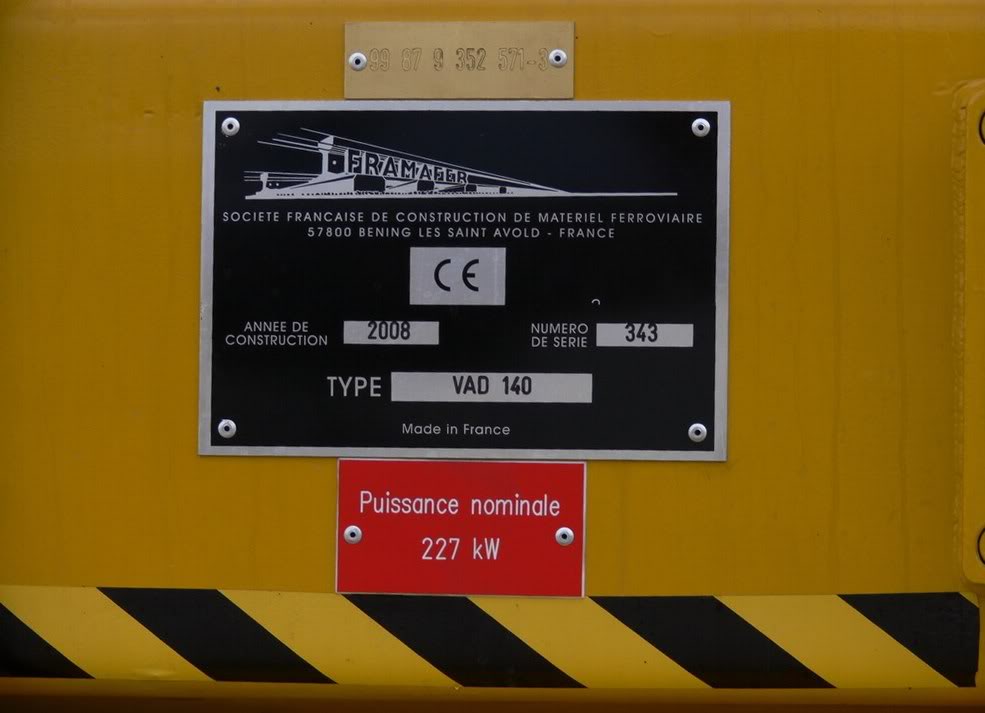 99 87 9 352 571-3
FRAMAFER
SOCIETE FRANCAISE DE CONSTRUCTION DE MATERIEL FERROVIAIRE
57800 BENING LES SAINT AVOLD - FRANCE
CE
ANNEE DE CONSTRUCTION 2008
NUMERO DE SERIE 343
TYPE VAD 140
Made in France
Puissance nominale
227 kW